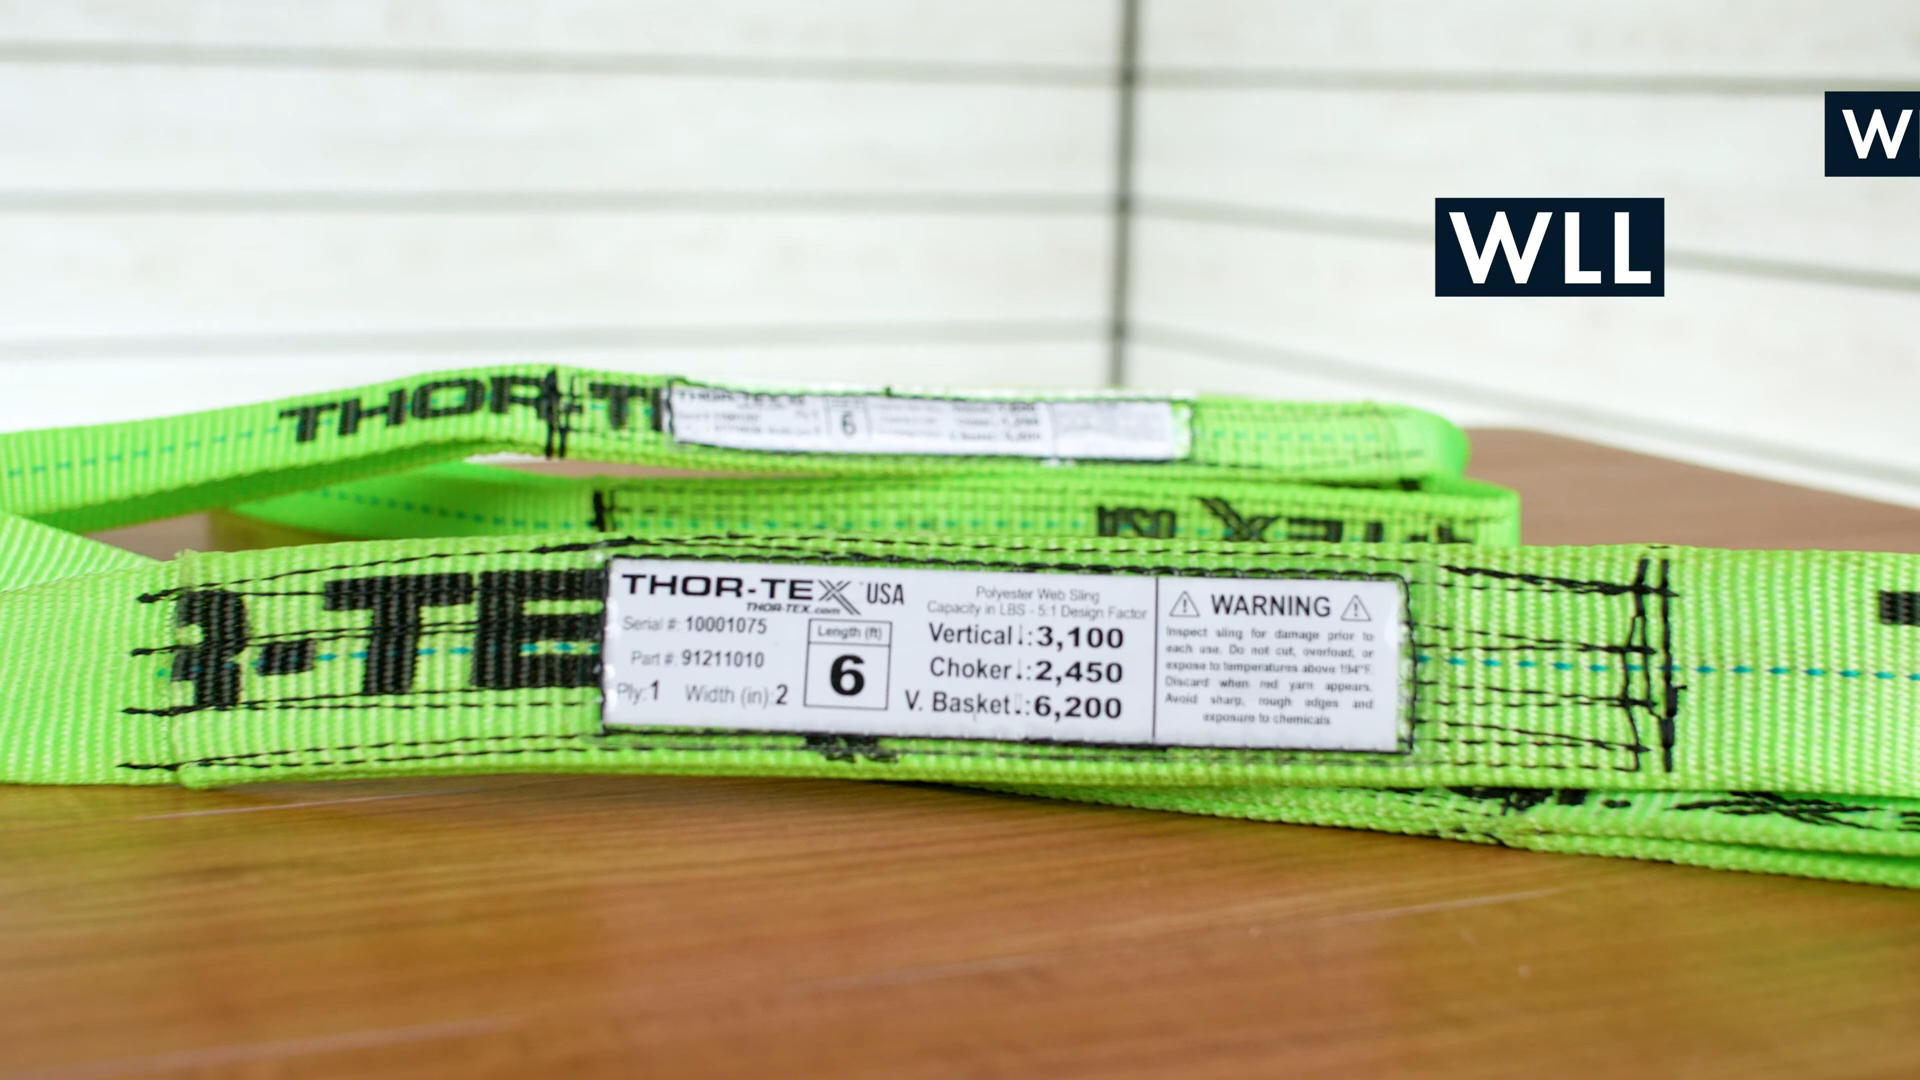 WLL
THOR-TE
6
-TEX
R-TE
THOR-TEX USA
THOR-TEX.com
Serial #: 10001075
Part #: 91211010
Ply: 1 Width (in): 2
Length (ft)
6
Polyester Web Sling
Capacity in LBS - 5:1 Design Factor
Vertical: 3,100
Choker: 2,450
V. Basket: 6,200
⚠ WARNING ⚠
Inspect sling for damage prior to
each use. Do not cut, overload, or
expose to temperatures above 194°F.
Discard when red yarn appears.
Avoid sharp, rough edges and
exposure to chemicals